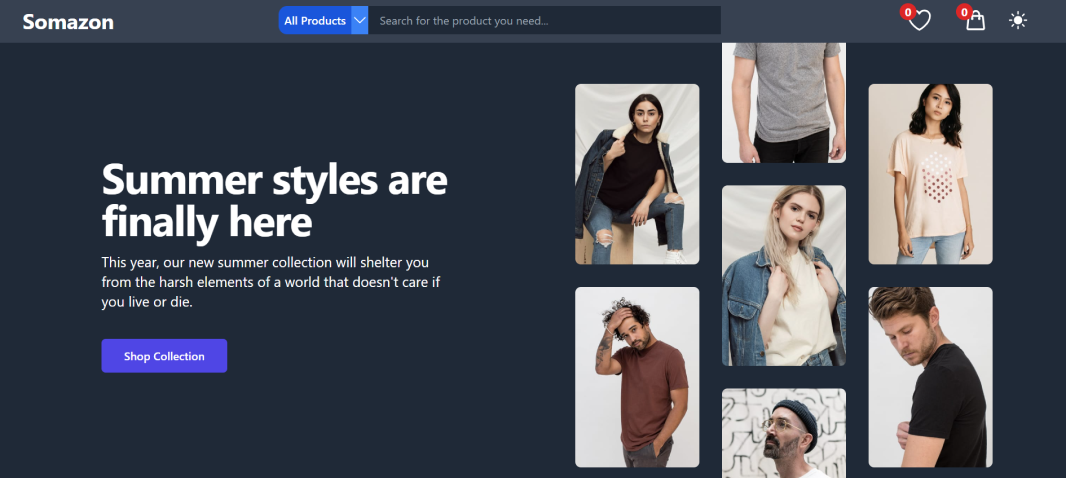 Somazon
All Products
Search for the product you need...
0
0
Summer styles are
finally here
This year, our new summer collection will shelter you
from the harsh elements of a world that doesn't care if
you live or die.
Shop Collection